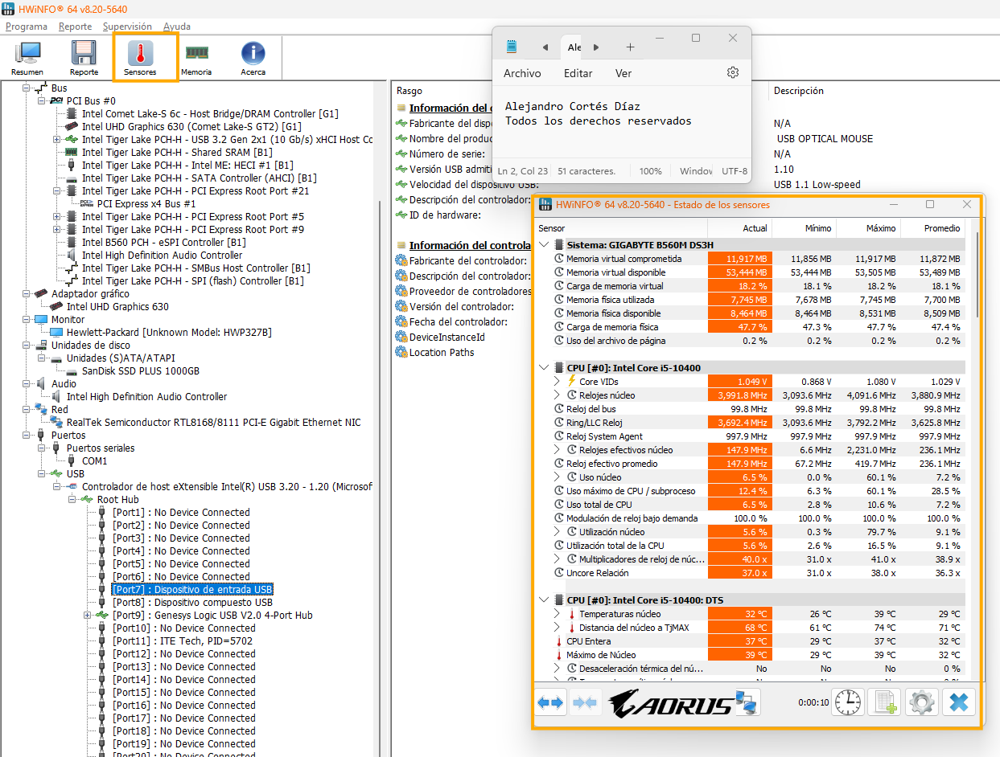 HWiNFO® 64 v8.20-5640
Programa Reporte Supervisión Ayuda
Resumen Reporte Sensores Memoria Acerca
Bus
PCI Bus #0
Intel Comet Lake-S 6c - Host Bridge/DRAM Controller [G1]
Intel UHD Graphics 630 (Comet Lake-S GT2) [G1]
Intel Tiger Lake PCH-H - USB 3.2 Gen 2x1 (10 Gb/s) xHCI Host Co
Intel Tiger Lake PCH-H - Shared SRAM [B1]
Intel Tiger Lake PCH-H - Intel ME: HECI #1 [B1]
Intel Tiger Lake PCH-H - SATA Controller (AHCI) [B1]
Intel Tiger Lake PCH-H - PCI Express Root Port #21
PCI Express x4 Bus #1
Intel Tiger Lake PCH-H - PCI Express Root Port #5
Intel Tiger Lake PCH-H - PCI Express Root Port #9
Intel B560 PCH - eSPI Controller [B1]
Intel High Definition Audio Controller
Intel Tiger Lake PCH-H - SMBus Host Controller [B1]
Intel Tiger Lake PCH-H - SPI (flash) Controller [B1]
Adaptador gráfico
Intel UHD Graphics 630
Monitor
Hewlett-Packard [Unknown Model: HWP327B]
Unidades de disco
Unidades (S)ATA/ATAPI
SanDisk SSD PLUS 1000GB
Audio
Intel High Definition Audio Controller
Red
RealTek Semiconductor RTL8168/8111 PCI-E Gigabit Ethernet NIC
Puertos
Puertos seriales
COM1
USB
Controlador de host eXtensible Intel(R) USB 3.20 - 1.20 (Microsof
Root Hub
[Port1] : No Device Connected
[Port2] : No Device Connected
[Port3] : No Device Connected
[Port4] : No Device Connected
[Port5] : No Device Connected
[Port6] : No Device Connected
[Port7] : Dispositivo de entrada USB
[Port8] : Dispositivo compuesto USB
[Port9] : Genesys Logic USB V2.0 4-Port Hub
[Port10] : No Device Connected
[Port11] : ITE Tech, PID=5702
[Port12] : No Device Connected
[Port13] : No Device Connected
[Port14] : No Device Connected
[Port15] : No Device Connected
[Port16] : No Device Connected
[Port17] : No Device Connected
[Port18] : No Device Connected
[Port19] : No Device Connected
[Port20] : No Device Connected
Rasgo Descripción
Información del c
Fabricante del dispo N/A
Nombre del produc USB OPTICAL MOUSE
Número de serie: N/A
Versión USB admiti 1.10
Velocidad del dispositivo USB: USB 1.1 Low-speed
Descripción del controlador:
ID de hardware:
Información del controla
Fabricante del controlador:
Descripción del controlador:
Proveedor de controladores
Versión del controlador:
Fecha del controlador:
DeviceInstanceId
Location Paths
Ale
Archivo Editar Ver
Alejandro Cortés Díaz
Todos los derechos reservados
Ln 2, Col 23 51 caracteres. 100% Window UTF-8
HWiNFO® 64 v8.20-5640 - Estado de los sensores
Sensor Actual Mínimo Máximo Promedio
Sistema: GIGABYTE B560M DS3H
Memoria virtual comprometida 11,917 MB 11,856 MB 11,917 MB 11,872 MB
Memoria virtual disponible 53,444 MB 53,444 MB 53,505 MB 53,489 MB
Carga de memoria virtual 18.2 % 18.1 % 18.2 % 18.1 %
Memoria física utilizada 7,745 MB 7,678 MB 7,745 MB 7,700 MB
Memoria física disponible 8,464 MB 8,464 MB 8,531 MB 8,509 MB
Carga de memoria física 47.7 % 47.3 % 47.7 % 47.4 %
Uso del archivo de página 0.2 % 0.2 % 0.2 % 0.2 %
CPU [#0]: Intel Core i5-10400
Core VIDs 1.049 V 0.868 V 1.080 V 1.029 V
Relojes núcleo 3,991.8 MHz 3,093.6 MHz 4,091.6 MHz 3,880.9 MHz
Reloj del bus 99.8 MHz 99.8 MHz 99.8 MHz 99.8 MHz
Ring/LLC Reloj 3,692.4 MHz 3,093.6 MHz 3,792.2 MHz 3,625.8 MHz
Reloj System Agent 997.9 MHz 997.9 MHz 997.9 MHz 997.9 MHz
Relojes efectivos núcleo 147.9 MHz 6.6 MHz 2,231.0 MHz 236.1 MHz
Reloj efectivo promedio 147.9 MHz 67.2 MHz 419.7 MHz 236.1 MHz
Uso núcleo 6.5 % 0.0 % 60.1 % 7.2 %
Uso máximo de CPU / subproceso 12.4 % 6.3 % 60.1 % 28.5 %
Uso total de CPU 6.5 % 2.8 % 10.6 % 7.2 %
Modulación de reloj bajo demanda 100.0 % 100.0 % 100.0 % 100.0 %
Utilización núcleo 5.6 % 0.3 % 79.7 % 9.1 %
Utilización total de la CPU 5.6 % 2.6 % 16.5 % 9.1 %
Multiplicadores de reloj de núc... 40.0 x 31.0 x 41.0 x 38.9 x
Uncore Relación 37.0 x 31.0 x 38.0 x 36.3 x
CPU [#0]: Intel Core i5-10400: DTS
Temperaturas núcleo 32 ºC 26 ºC 39 ºC 29 ºC
Distancia del núcleo a TjMAX 68 ºC 61 ºC 74 ºC 71 ºC
CPU Entera 37 ºC 29 ºC 37 ºC 32 ºC
Máximo de Núcleo 39 ºC 29 ºC 39 ºC 32 ºC
Desaceleración térmica del nú... No No No 0 %
AORUS 0:00:10